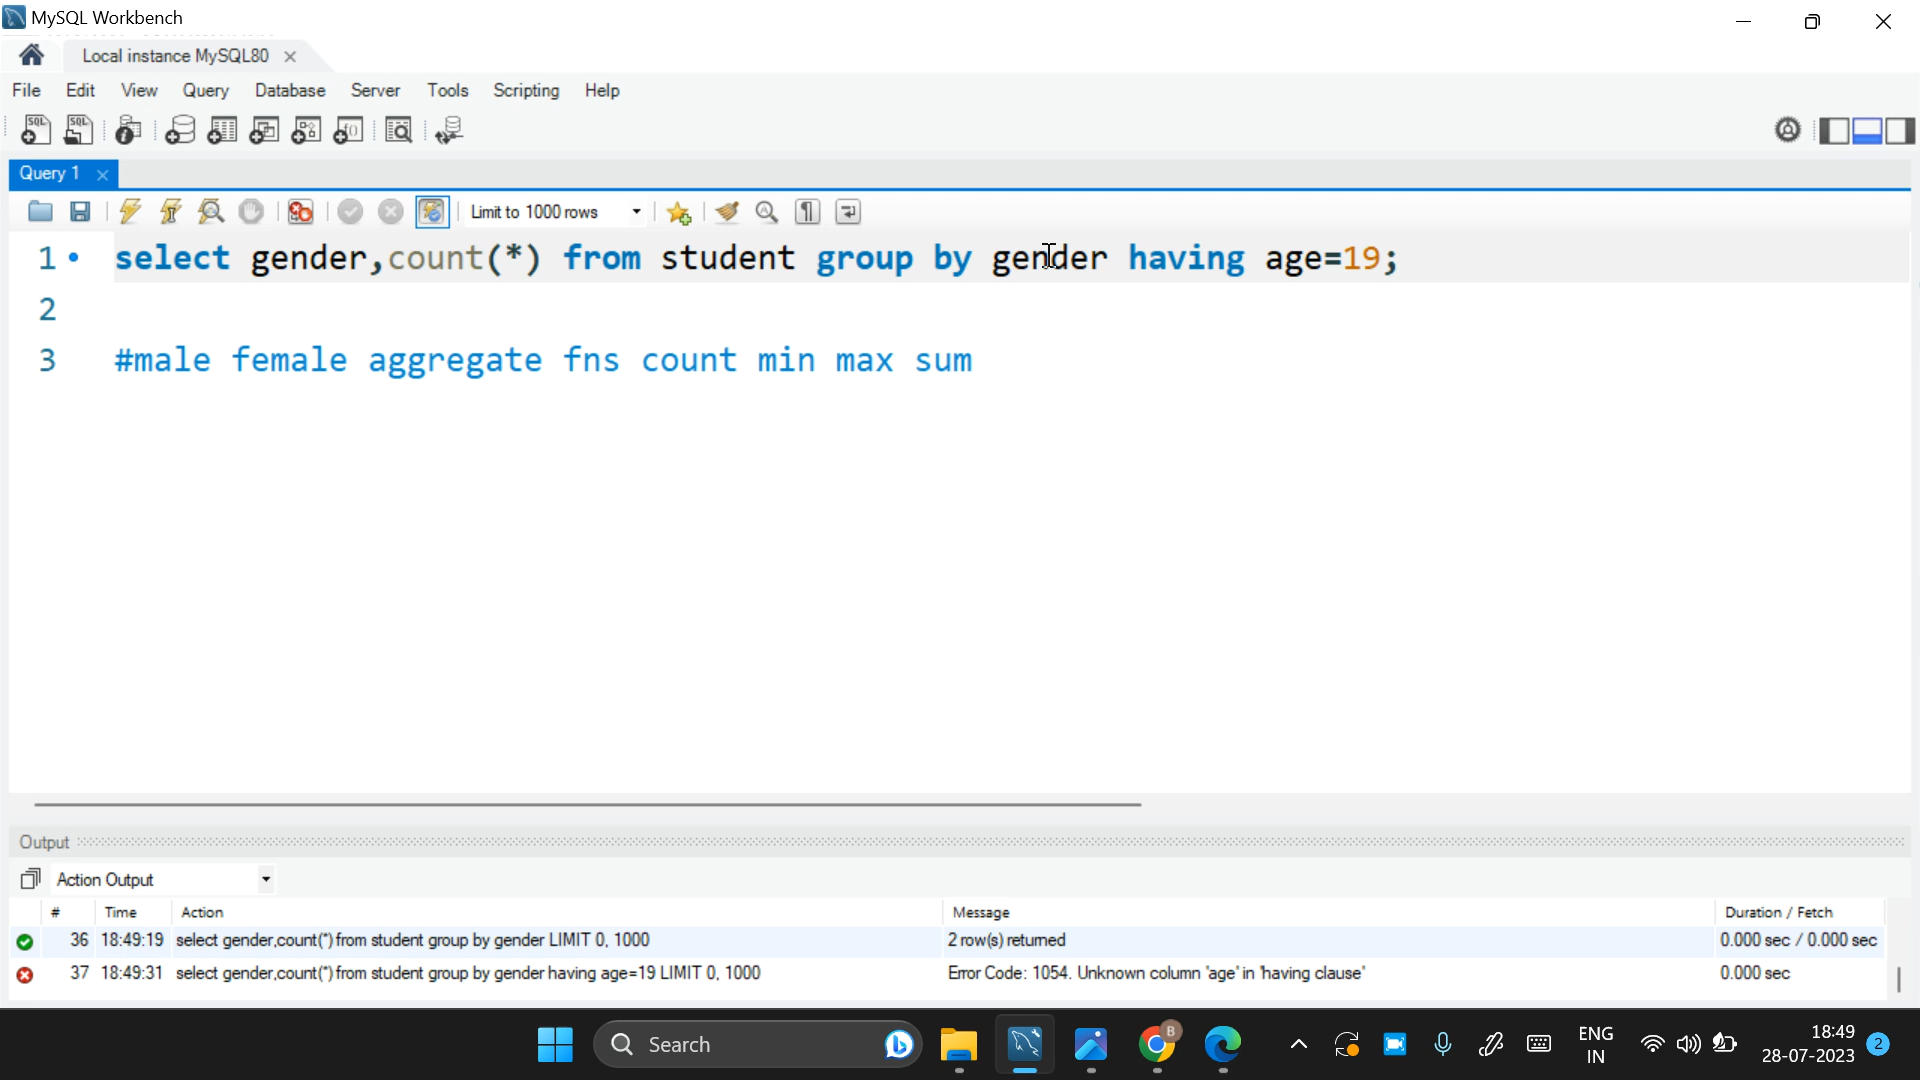 MySQL Workbench
Local instance MySQL80
File Edit View Query Database Server Tools Scripting Help
SQL SQL
Query 1
Limit to 1000 rows
1 select gender,count(*) from student group by gender having age=19;
2
3 #male female aggregate fns count min max sum
Output
Action Output
# Time Action Message Duration / Fetch
36 18:49:19 select gender,count(*) from student group by gender LIMIT 0, 1000 2 row(s) returned 0.000 sec / 0.000 sec
37 18:49:31 select gender,count(*) from student group by gender having age=19 LIMIT 0, 1000 Error Code: 1054. Unknown column 'age' in 'having clause' 0.000 sec
Search B ENG 18:49
IN 28-07-2023 2